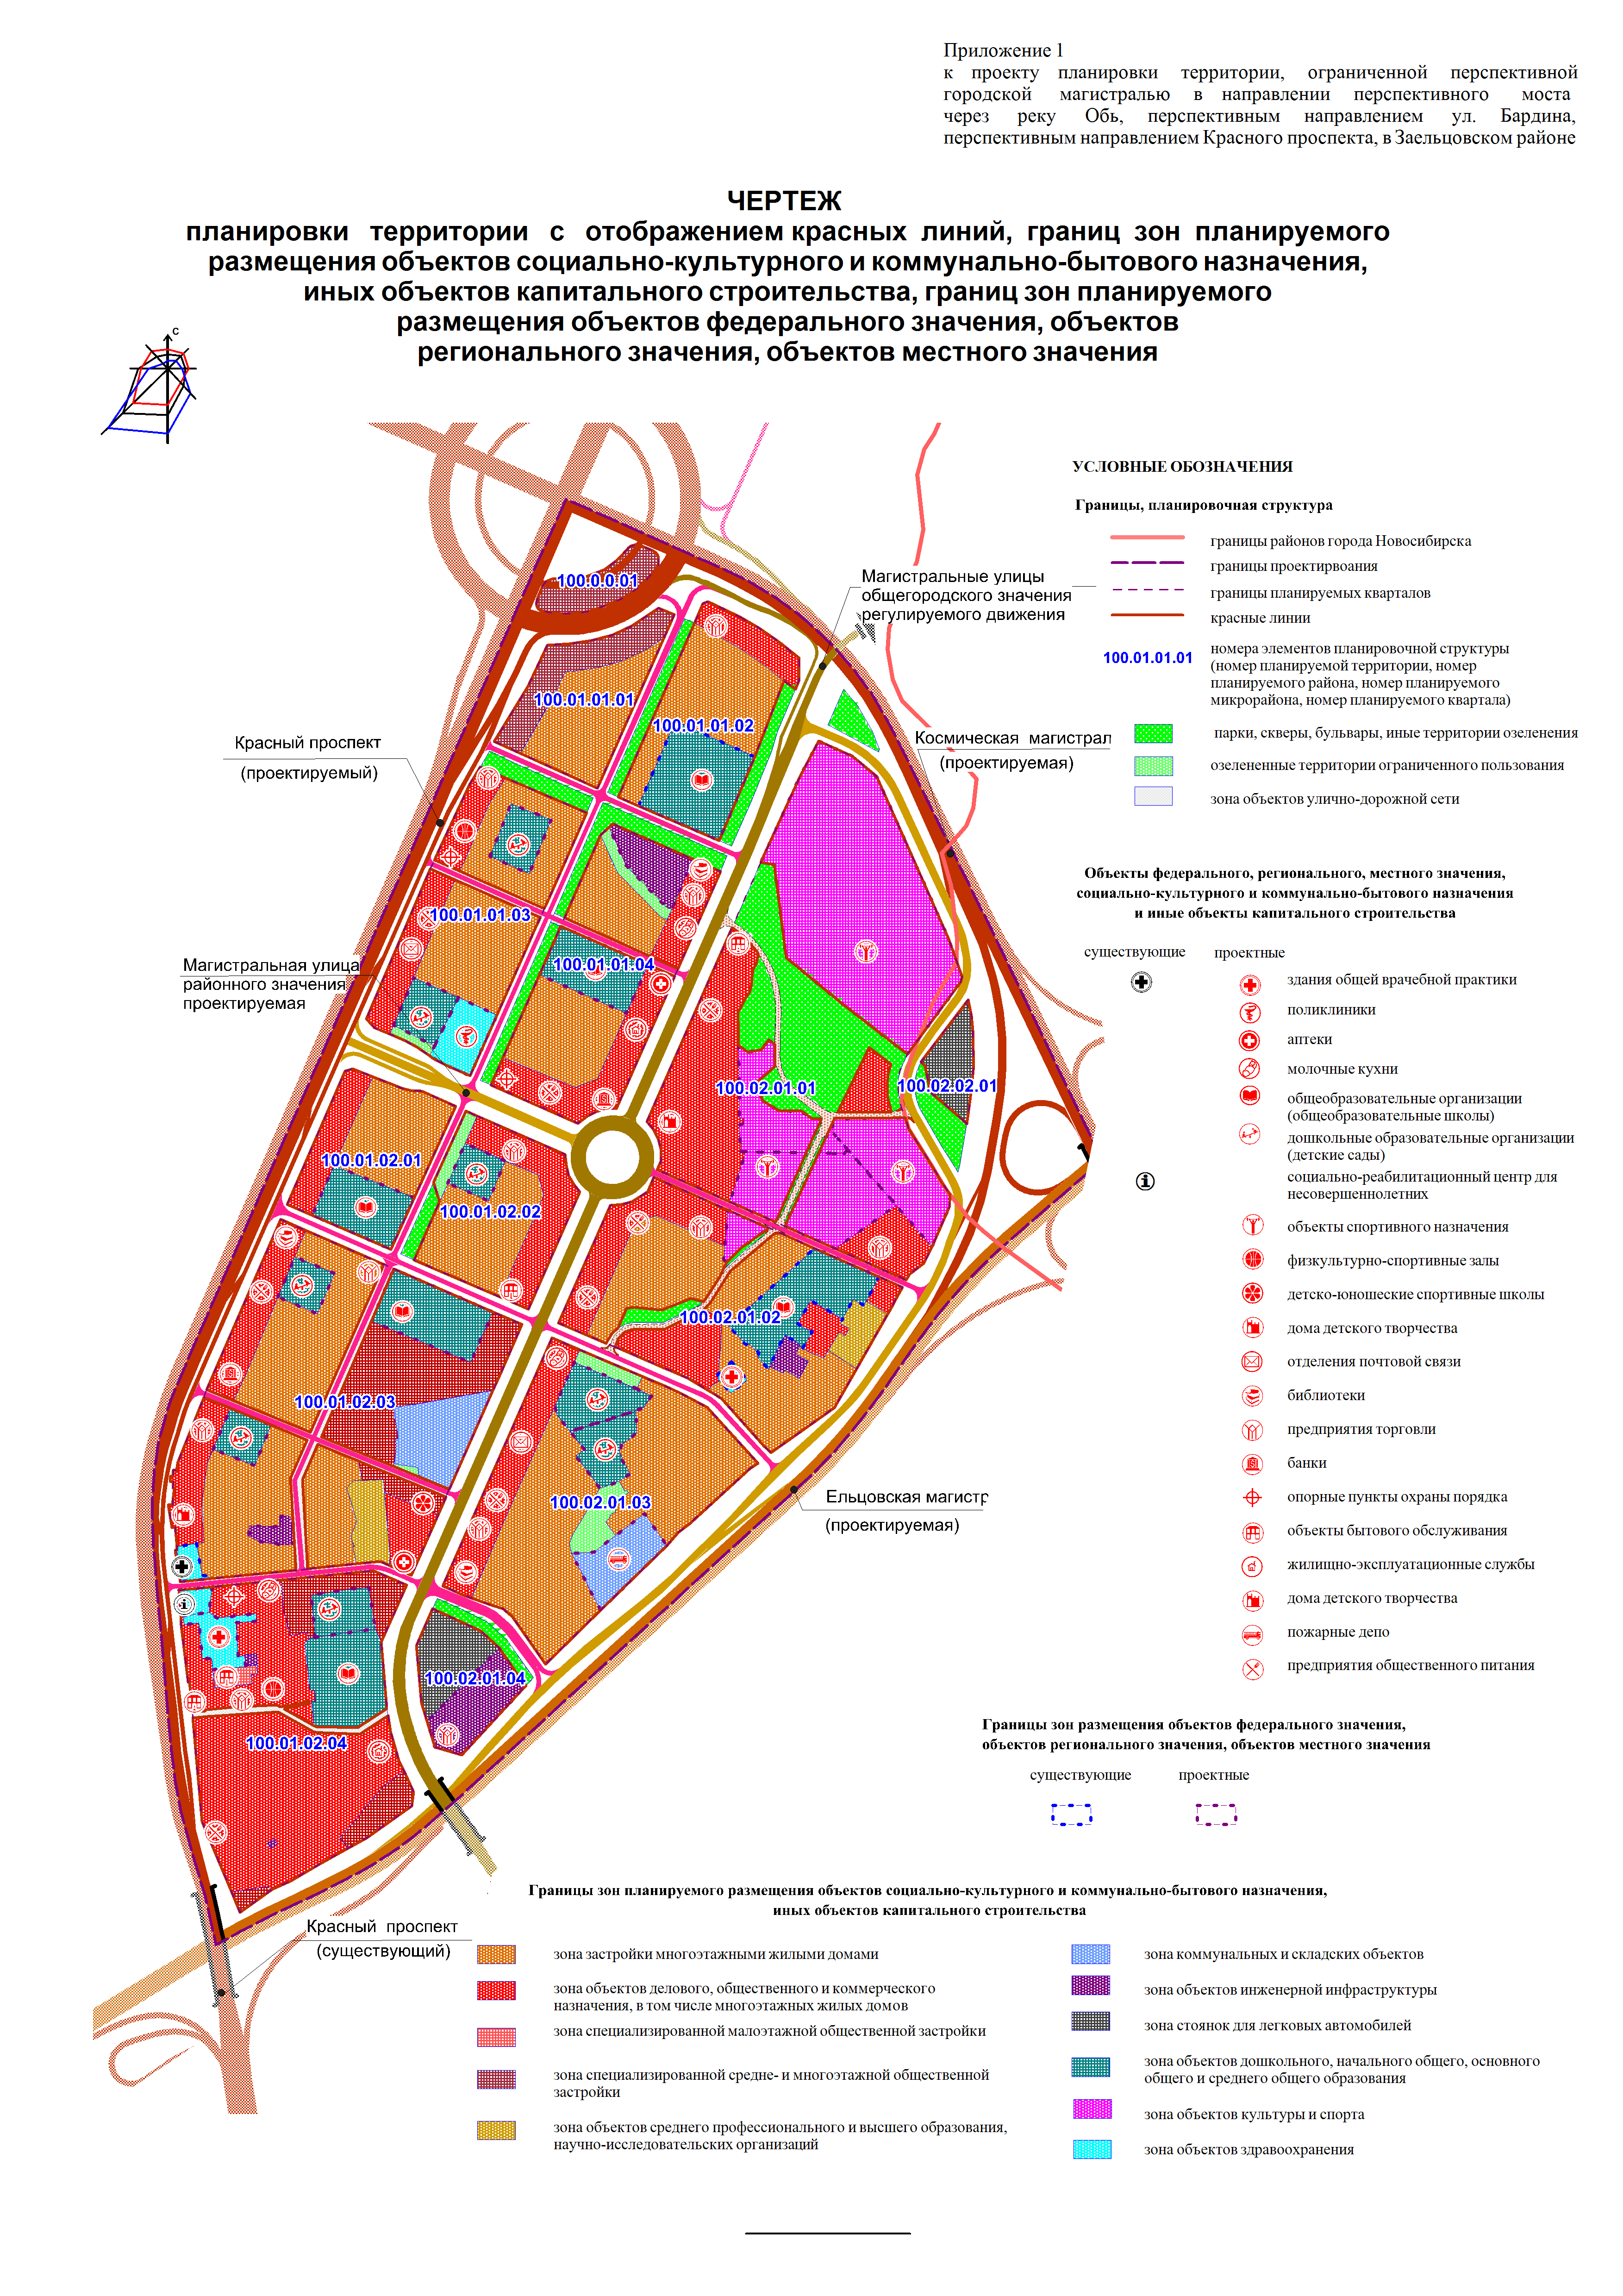 Приложение 1
к проекту планировки территории, ограниченной перспективной
городской магистралью в направлении перспективного моста
через реку Обь, перспективным направлением ул. Бардина,
перспективным направлением Красного проспекта, в Заельцовском районе
ЧЕРТЕЖ
планировки территории с отображением красных линий, границ зон планируемого
размещения объектов социально-культурного и коммунально-бытового назначения,
иных объектов капитального строительства, границ зон планируемого
размещения объектов федерального значения, объектов
регионального значения, объектов местного значения
С
УСЛОВНЫЕ ОБОЗНАЧЕНИЯ
Границы, планировочная структура
границы районов города Новосибирска
границы проектирвоания
границы планируемых кварталов
красные линии
100.01.01.01
номера элементов планировочной структуры
(номер планируемой территории, номер
планируемого района, номер планируемого
микрорайона, номер планируемого квартала)
парки, скверы, бульвары, иные территории озеленения
озелененные территории ограниченного пользования
зона объектов улично-дорожной сети
Объекты федерального, регионального, местного значения,
социально-культурного и коммунально-бытового назначения
и иные объекты капитального строительства
существующие
проектные
здания общей врачебной практики
поликлиники
аптеки
молочные кухни
общеобразовательные организации
(общеобразовательные школы)
дошкольные образовательные организации
(детские сады)
социально-реабилитационный центр для
несовершеннолетних
объекты спортивного назначения
физкультурно-спортивные залы
детско-юношеские спортивные школы
дома детского творчества
отделения почтовой связи
библиотеки
предприятия торговли
банки
опорные пункты охраны порядка
объекты бытового обслуживания
жилищно-эксплуатационные службы
дома детского творчества
пожарные депо
предприятия общественного питания
Границы зон размещения объектов федерального значения,
объектов регионального значения, объектов местного значения
существующие
проектные
Магистральные улицы
общегородского значения
регулируемого движения
Космическая магистрал
(проектируемая)
Красный проспект
(проектируемый)
Магистральная улица
районного значения
проектируемая
Ельцовская магистр
(проектируемая)
Красный проспект
(существующий)
100.0.0.01
100.01.01.01
100.01.01.02
100.01.01.03
100.01.01.04
100.02.01.01
100.02.02.01
100.01.02.01
100.01.02.02
100.02.01.02
100.01.02.03
100.02.01.03
100.02.01.04
100.01.02.04
Границы зон планируемого размещения объектов социально-культурного и коммунально-бытового назначения,
иных объектов капитального строительства
зона застройки многоэтажными жилыми домами
зона объектов делового, общественного и коммерческого
назначения, в том числе многоэтажных жилых домов
зона специализированной малоэтажной общественной застройки
зона специализированной средне- и многоэтажной общественной
застройки
зона объектов среднего профессионального и высшего образования,
научно-исследовательских организаций
зона коммунальных и складских объектов
зона объектов инженерной инфраструктуры
зона стоянок для легковых автомобилей
зона объектов дошкольного, начального общего, основного
общего и среднего общего образования
зона объектов культуры и спорта
зона объектов здравоохранения